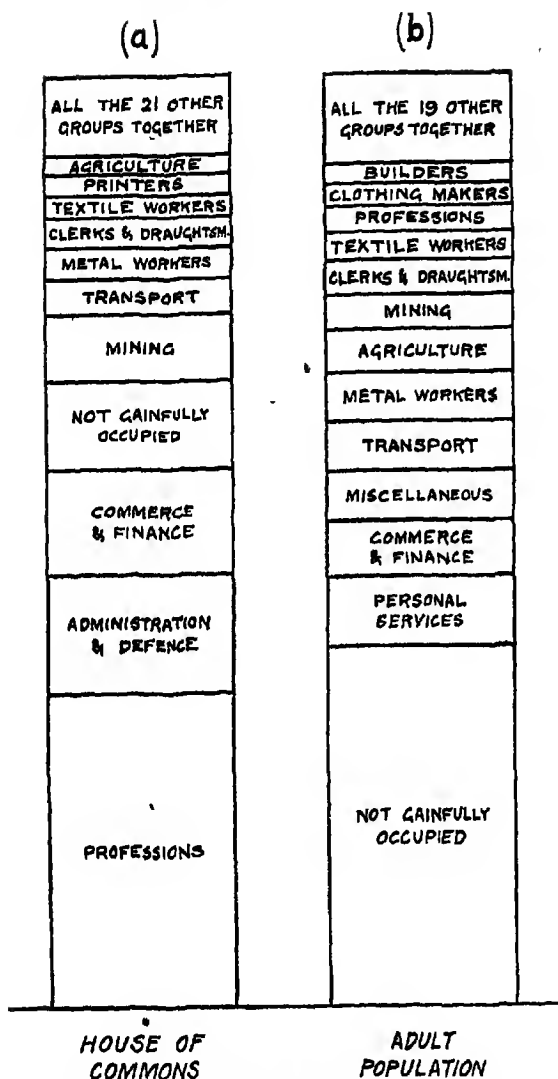 (a)
ALL THE 21 OTHER
GROUPS TOGETHER
AGRICULTURE
PRINTERS
TEXTILE WORKERS
CLERKS & DRAUGHTSM.
METAL WORKERS
TRANSPORT
MINING
NOT GAINFULLY
OCCUPIED
COMMERCE
& FINANCE
ADMINISTRATION
& DEFENCE
PROFESSIONS
HOUSE OF
COMMONS
(b)
ALL THE 19 OTHER
GROUPS TOGETHER
BUILDERS
CLOTHING MAKERS
PROFESSIONS
TEXTILE WORKERS
CLERKS & DRAUGHTSM.
MINING
AGRICULTURE
METAL WORKERS
TRANSPORT
MISCELLANEOUS
COMMERCE
& FINANCE
PERSONAL
SERVICES
NOT GAINFULLY
OCCUPIED
ADULT
POPULATION